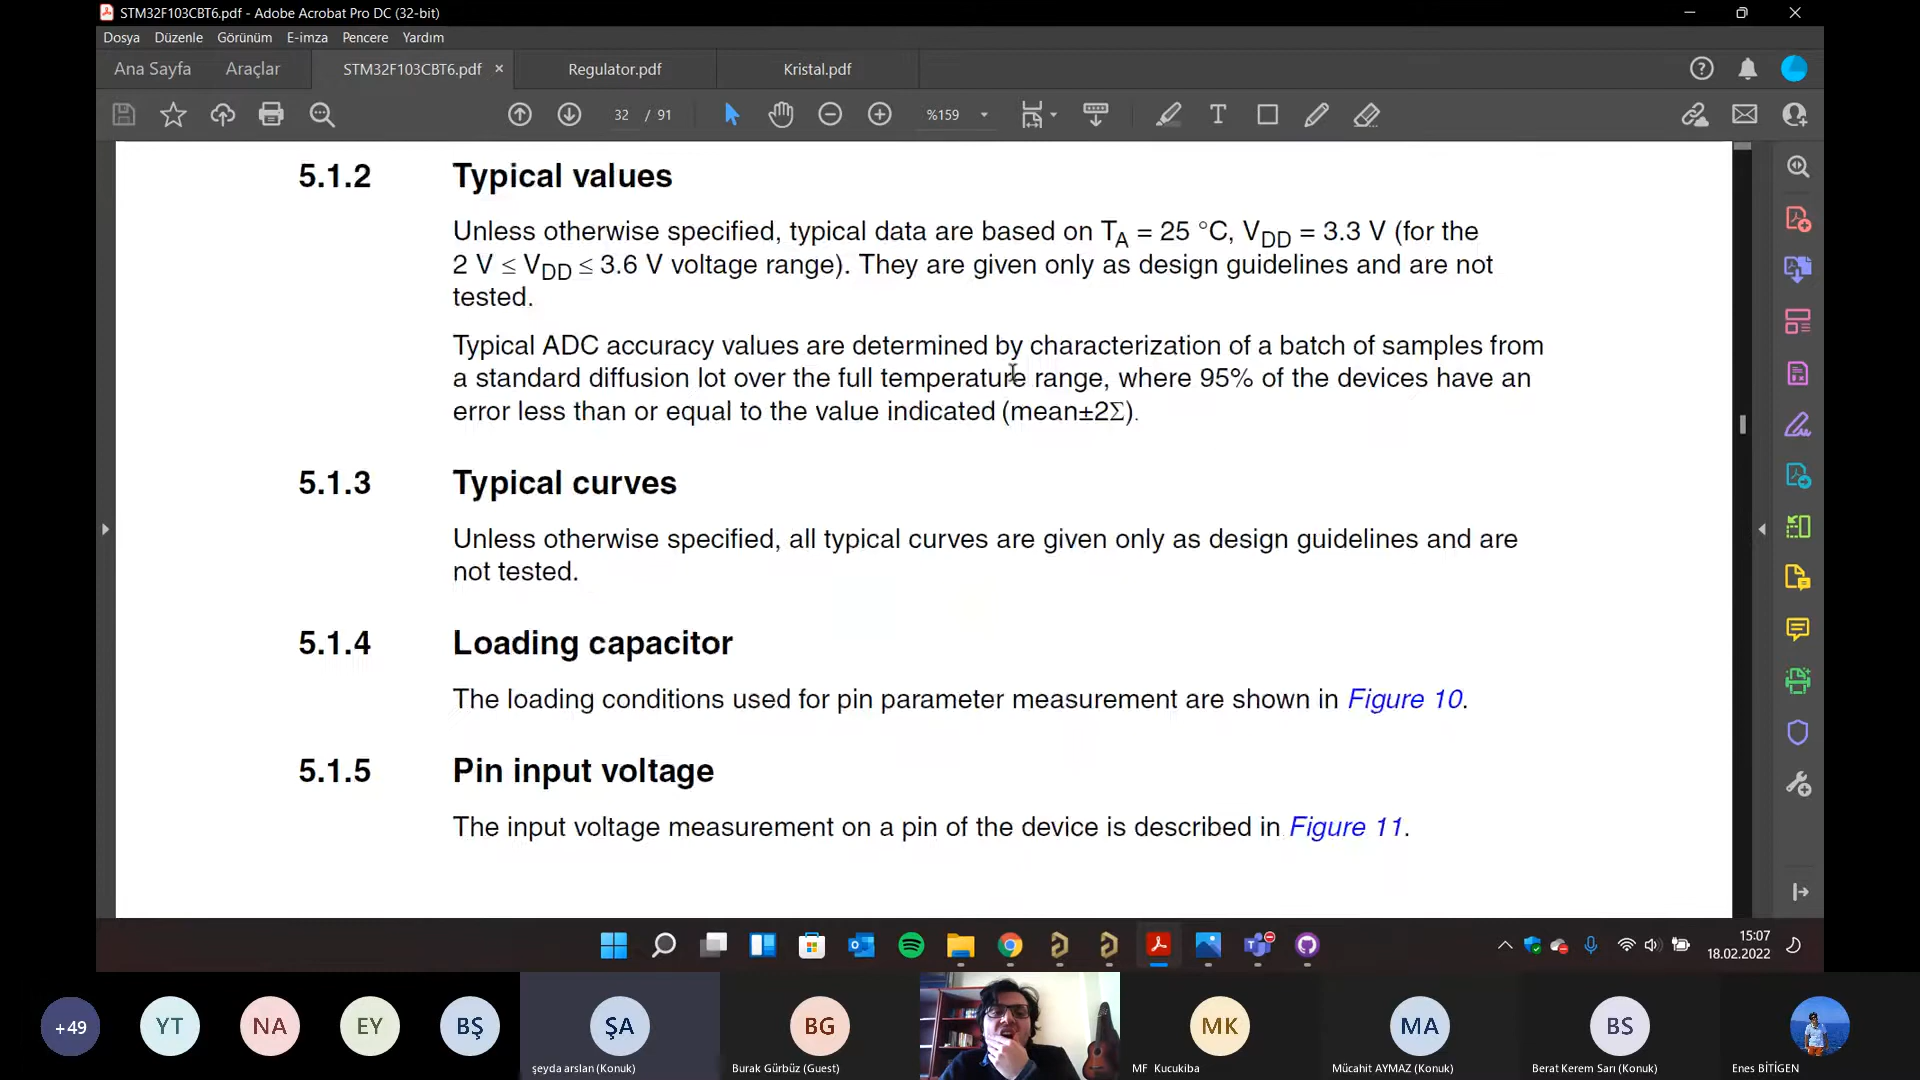 STM32F103CBT6.pdf - Adobe Acrobat Pro DC (32-bit)
Dosya Düzenle Görünüm E-imza Pencere Yardım
Ana Sayfa Araçlar STM32F103CBT6.pdf Regulator.pdf Kristal.pdf
32 / 91 %159
5.1.2 Typical values
Unless otherwise specified, typical data are based on TA = 25 °C, VDD = 3.3 V (for the
2 V ≤ VDD ≤ 3.6 V voltage range). They are given only as design guidelines and are not
tested.
Typical ADC accuracy values are determined by characterization of a batch of samples from
a standard diffusion lot over the full temperature range, where 95% of the devices have an
error less than or equal to the value indicated (mean±2Σ).
5.1.3 Typical curves
Unless otherwise specified, all typical curves are given only as design guidelines and are
not tested.
5.1.4 Loading capacitor
The loading conditions used for pin parameter measurement are shown in Figure 10.
5.1.5 Pin input voltage
The input voltage measurement on a pin of the device is described in Figure 11.
15:07
18.02.2022
+49 YT NA EY BŞ ŞA BG MK MA BS
şeyda arslan (Konuk) Burak Gürbüz (Guest) MF Kucukiba Mücahit AYMAZ (Konuk) Berat Kerem Sarı (Konuk) Enes BİTİGEN